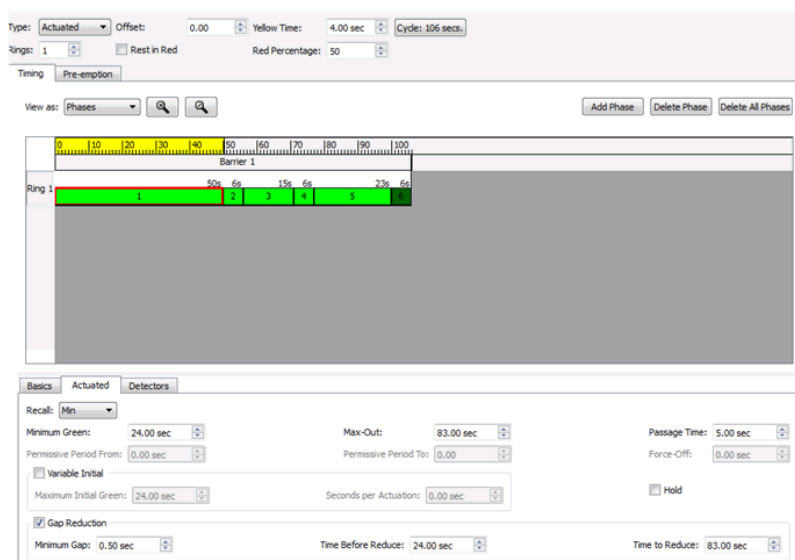 Type: Actuated Offset: 0.00 Yellow Time: 4.00 sec Cycle: 106 secs.
Rings: 1 Rest in Red Red Percentage: 50
Timing Pre-emption
View as: Phases Add Phase Delete Phase Delete All Phases
0 10 20 30 40 50 60 70 80 90 100
Barrier 1
50s 6s 15s 6s 23s 6s
Ring 1 1 2 3 4 5 6
Basics Actuated Detectors
Recall: Min
Minimum Green: 24.00 sec Max-Out: 83.00 sec Passage Time: 5.00 sec
Permissive Period From: 0.00 sec Permissive Period To: 0.00 Force-Off: 0.00 sec
Variable Initial
Maximum Initial Green: 24.00 sec Seconds per Actuation: 0.00 sec Hold
Gap Reduction
Minimum Gap: 0.50 sec Time Before Reduce: 24.00 sec Time to Reduce: 83.00 sec